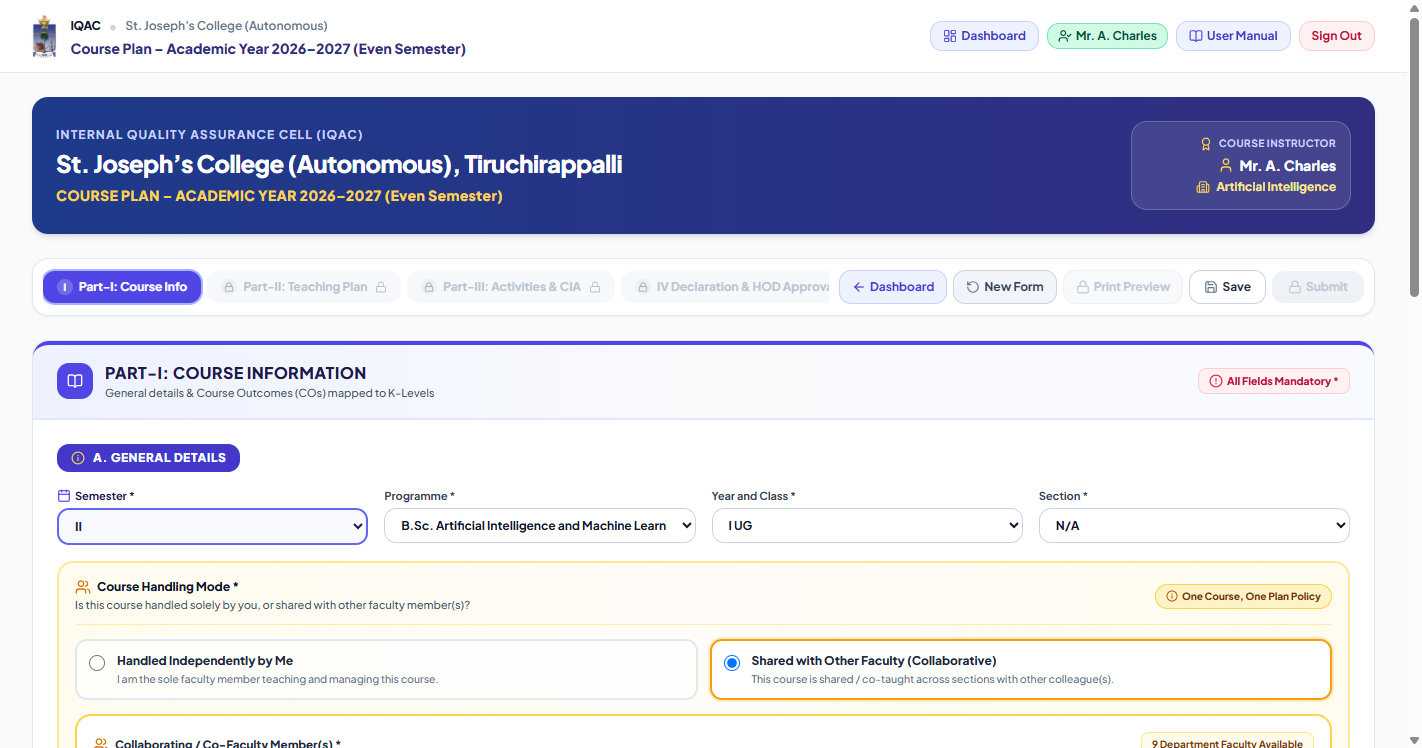 IQAC St. Joseph's College (Autonomous)
Course Plan – Academic Year 2026–2027 (Even Semester)
Dashboard
Mr. A. Charles
User Manual
Sign Out
INTERNAL QUALITY ASSURANCE CELL (IQAC)
St. Joseph's College (Autonomous), Tiruchirappalli
COURSE PLAN – ACADEMIC YEAR 2026–2027 (Even Semester)
COURSE INSTRUCTOR
Mr. A. Charles
Artificial Intelligence
I Part-I: Course Info
Part-II: Teaching Plan
Part-III: Activities & CIA
IV Declaration & HOD Approva
Dashboard
New Form
Print Preview
Save
Submit
PART-I: COURSE INFORMATION
General details & Course Outcomes (COs) mapped to K-Levels
All Fields Mandatory *
A. GENERAL DETAILS
Semester *
Programme *
Year and Class *
Section *
II
B.Sc. Artificial Intelligence and Machine Learn
I UG
N/A
Course Handling Mode *
Is this course handled solely by you, or shared with other faculty member(s)?
One Course, One Plan Policy
Handled Independently by Me
I am the sole faculty member teaching and managing this course.
Shared with Other Faculty (Collaborative)
This course is shared / co-taught across sections with other colleague(s).
Collaborating / Co-Faculty Member(s) *
9 Department Faculty Available